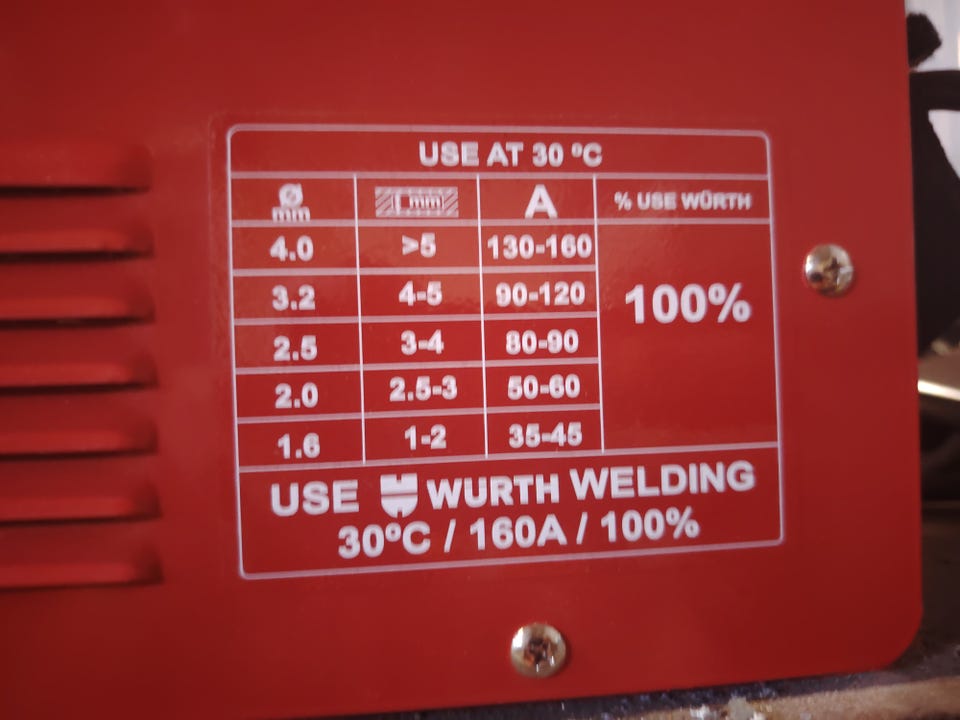 USE AT 30 ºC
Ø mm mm A % USE WÜRTH
4.0 >5 130-160
3.2 4-5 90-120
100%
2.5 3-4 80-90
2.0 2.5-3 50-60
1.6 1-2 35-45
USE WURTH WELDING
30ºC / 160A / 100%